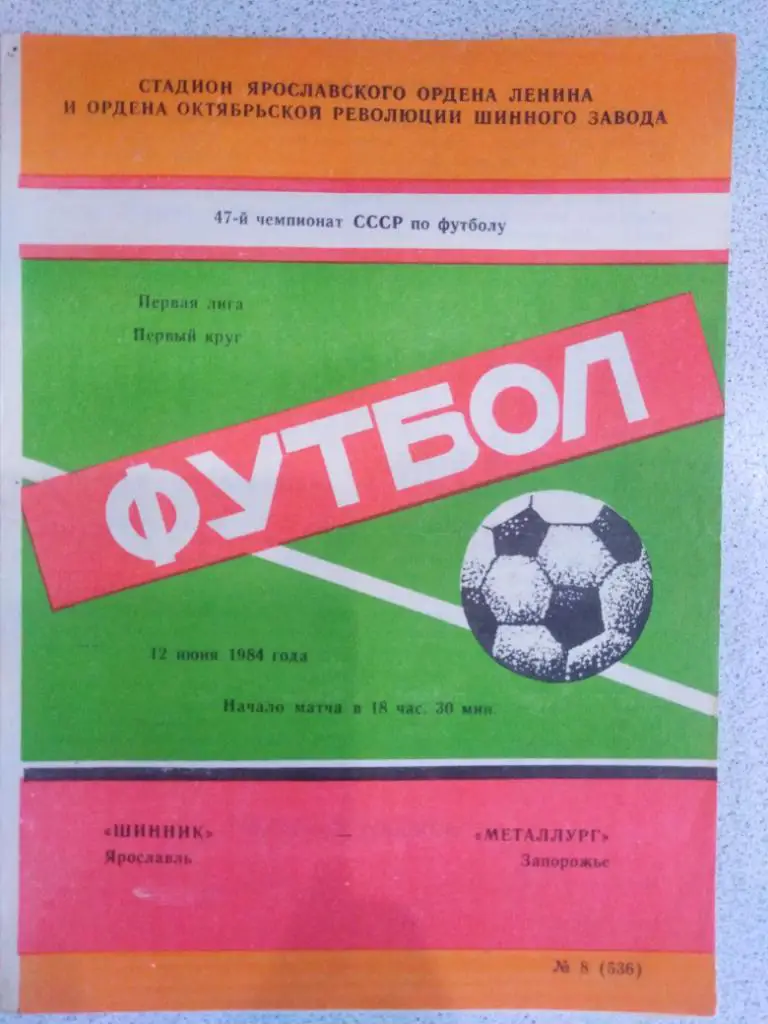 СТАДИОН ЯРОСЛАВСКОГО ОРДЕНА ЛЕНИНА
И ОРДЕНА ОКТЯБРЬСКОЙ РЕВОЛЮЦИИ ШИННОГО ЗАВОДА
47-й чемпионат СССР по футболу
Первая лига
Первый круг
ФУТБОЛ
12 июня 1984 года
Начало матча в 18 час. 30 мин.
«ШИННИК» — «МЕТАЛЛУРГ»
Ярославль Запорожье
№ 8 (536)